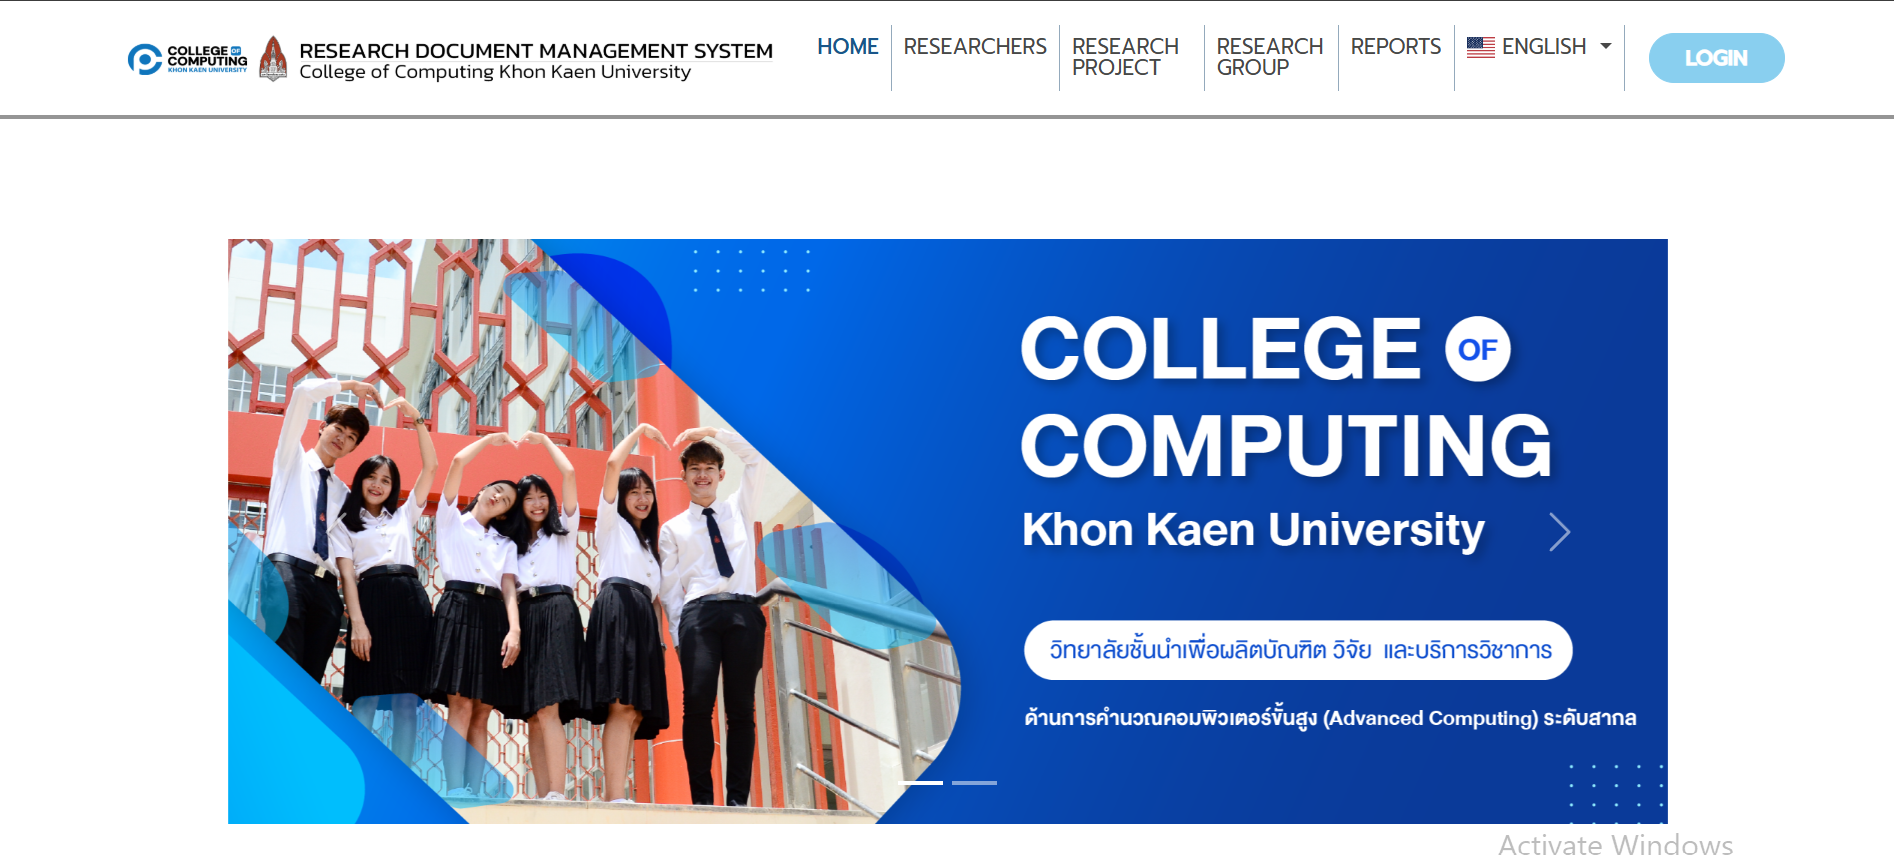 COLLEGE OF
COMPUTING
KHON KAEN UNIVERSITY
RESEARCH DOCUMENT MANAGEMENT SYSTEM
College of Computing Khon Kaen University
HOME
RESEARCHERS
RESEARCH
PROJECT
RESEARCH
GROUP
REPORTS
ENGLISH
LOGIN
COLLEGE OF
COMPUTING
Khon Kaen University
วิทยาลัยชั้นนำเพื่อผลิตบัณฑิต วิจัย และบริการวิชาการ
ด้านการคำนวณคอมพิวเตอร์ขั้นสูง (Advanced Computing) ระดับสากล
Activate Windows